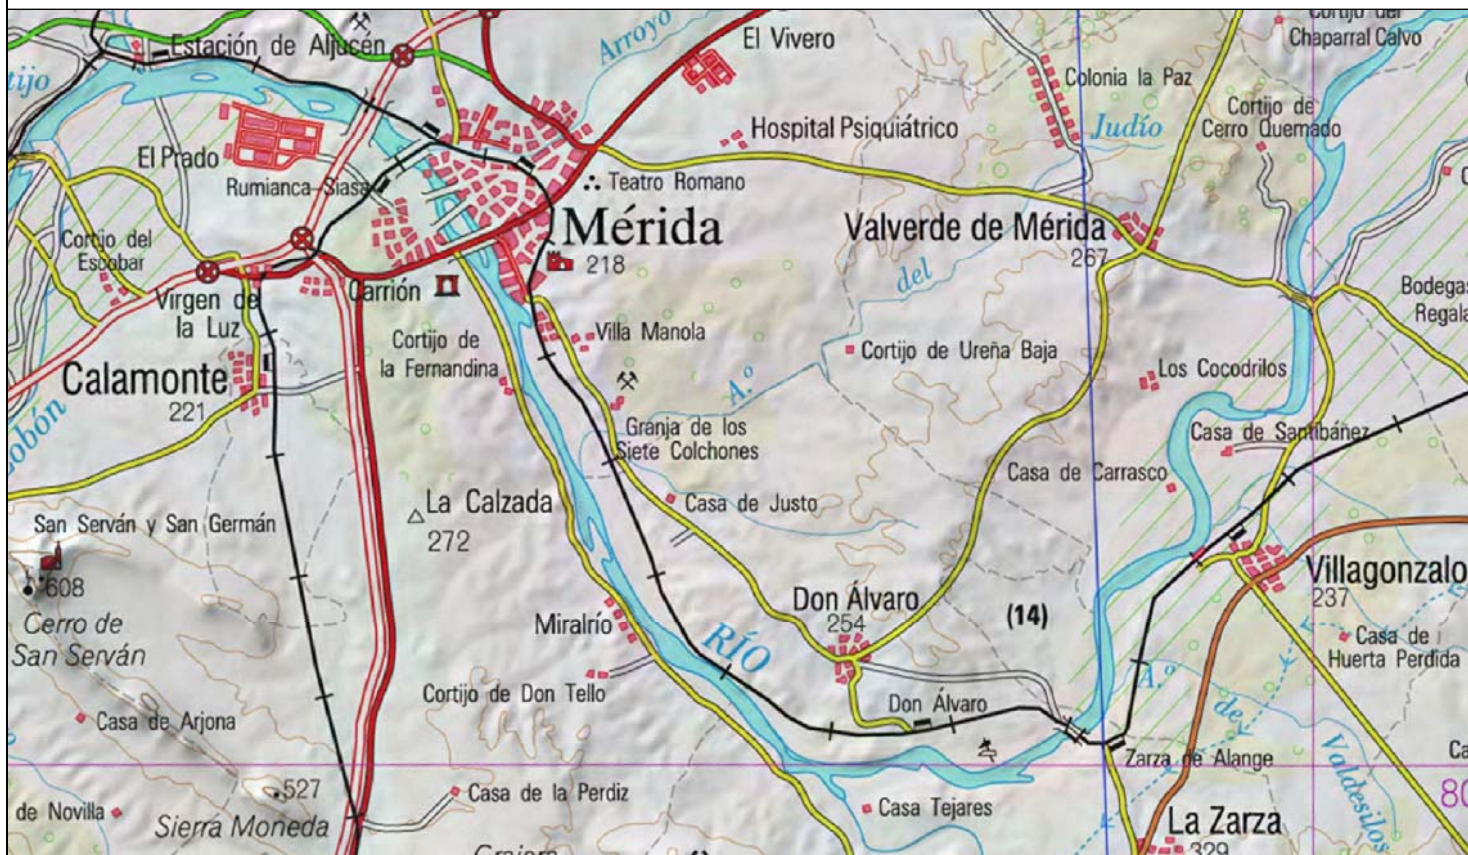 Estación de Aljucén
Arroyo
El Vivero
Chaparral Calvo
tijo
Colonia la Paz
Cortijo de
Cerro Quemado
Judío
Hospital Psiquiátrico
El Prado
Rumianca-Siasa
Teatro Romano
Mérida
218
Valverde de Mérida
267
Cortijo del
Escobar
del
Virgen de
la Luz
Carrión
Bodegas
Regala
Cortijo de
la Fernandina
Villa Manola
Cortijo de Ureña Baja
Los Cocodrilos
Calamonte
221
A.º
obón
Granja de los
Siete Colchones
Casa de Santibáñez
Casa de Carrasco
La Calzada
272
Casa de Justo
San Serván y San Germán
608
Cerro de
San Serván
Villagonzalo
237
Don Álvaro
254
(14)
Miralrío
RÍO
Casa de
Huerta Perdida
Cortijo de Don Tello
A.º
de
Valdesilos
Don Álvaro
Casa de Arjona
Zarza de Alange
Ca
527
Casa de la Perdiz
80
de Novilla
Sierra Moneda
Casa Tejares
La Zarza
329